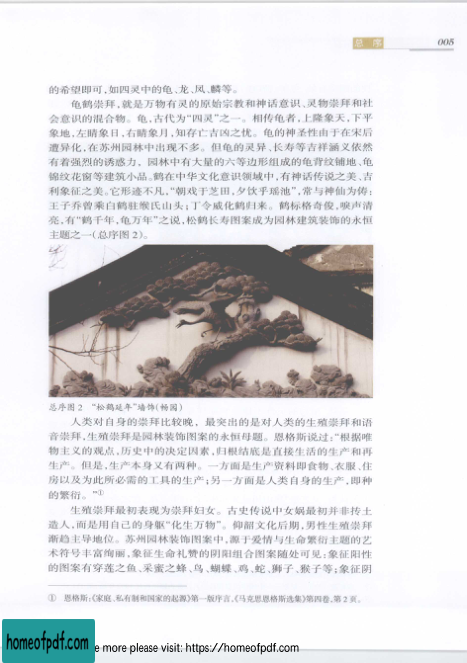 总序
005
的希望即可,如四灵中的龟、龙、凤、麟等。
龟鹤崇拜,就是万物有灵的原始宗教和神话意识、灵物崇拜和社
会意识的混合物。龟,古代为“四灵”之一。相传龟者,上隆象天,下平
象地,左睛象日,右睛象月,知存亡吉凶之忧。龟的神圣性由于在宋后
遭异化,在苏州园林中出现不多。但龟的灵异、长寿等吉祥涵义依然
有着强烈的诱惑力。园林中有大量的六等边形组成的龟背纹铺地、龟
锦纹花窗等建筑小品。鹤在中华文化意识领域中,有神话传说之美、吉
利象征之美。它形迹不凡,“朝戏于芝田,夕饮乎瑶池”,常与神仙为俦:
王子乔曾乘白鹤驻缑氏山头;丁令威化鹤归来。鹤标格奇俊,唳声清
亮,有“鹤千年,龟万年”之说,松鹤长寿图案成为园林建筑装饰的永恒
主题之一(总序图2)。
总序图2 “松鹤延年”墙饰(畅园)
人类对自身的崇拜比较晚,最突出的是对人类的生殖崇拜和语
音崇拜,生殖崇拜是园林装饰图案的永恒母题。恩格斯说过:“根据唯
物主义的观点,历史中的决定因素,归根结底是直接生活的生产和再
生产。但是,生产本身又有两种。一方面是生产资料即食物、衣服、住
房以及为此所必需的工具的生产;另一方面是人类自身的生产,即种
的繁衍。”①
生殖崇拜最初表现为崇拜妇女。古史传说中女娲最初并非抟土
造人,而是用自己的身躯“化生万物”。仰韶文化后期,男性生殖崇拜
渐趋主导地位。苏州园林装饰图案中,源于爱情与生命繁衍主题的艺
术符号丰富绚丽,象征生命礼赞的阴阳组合图案随处可见:象征阳性
的图案有穿莲之鱼、采蜜之蜂、鸟、蝴蝶、鸡、蛇、狮子、猴子等;象征阴
① 恩格斯:《家庭、私有制和国家的起源》第一版序言,《马克思恩格斯选集》第四卷,第2页。
homeofpdf.com
e more please visit: https://homeofpdf.com